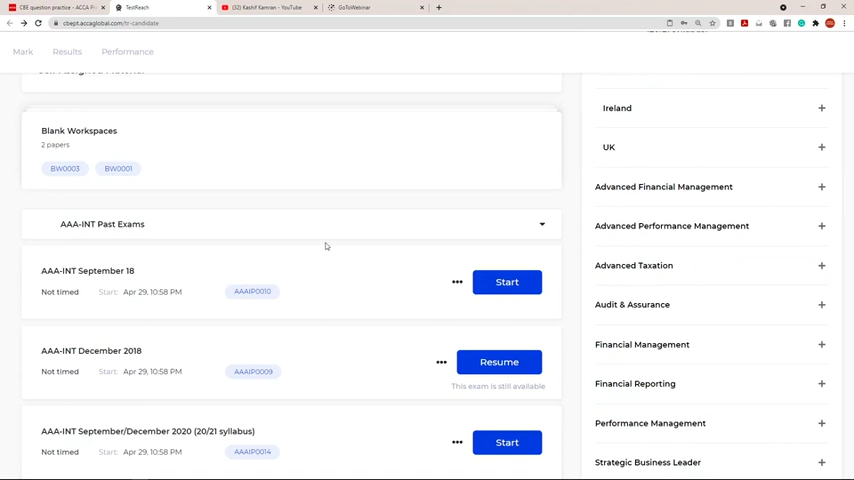 CBE question practice - ACCA Pr
TestReach
(32) Kashif Kamran - YouTube
GoToWebinar
cbept.accaglobal.com/tr-candidate
Mark
Results
Performance
Blank Workspaces
2 papers
BW0003
BW0001
AAA-INT Past Exams
AAA-INT September 18
Not timed
Start: Apr 29, 10:58 PM
AAAIP0010
Start
AAA-INT December 2018
Not timed
Start: Apr 29, 10:58 PM
AAAIP0009
Resume
This exam is still available
AAA-INT September/December 2020 (20/21 syllabus)
Not timed
Start: Apr 29, 10:58 PM
AAAIP0014
Start
Ireland
UK
Advanced Financial Management
Advanced Performance Management
Advanced Taxation
Audit & Assurance
Financial Management
Financial Reporting
Performance Management
Strategic Business Leader